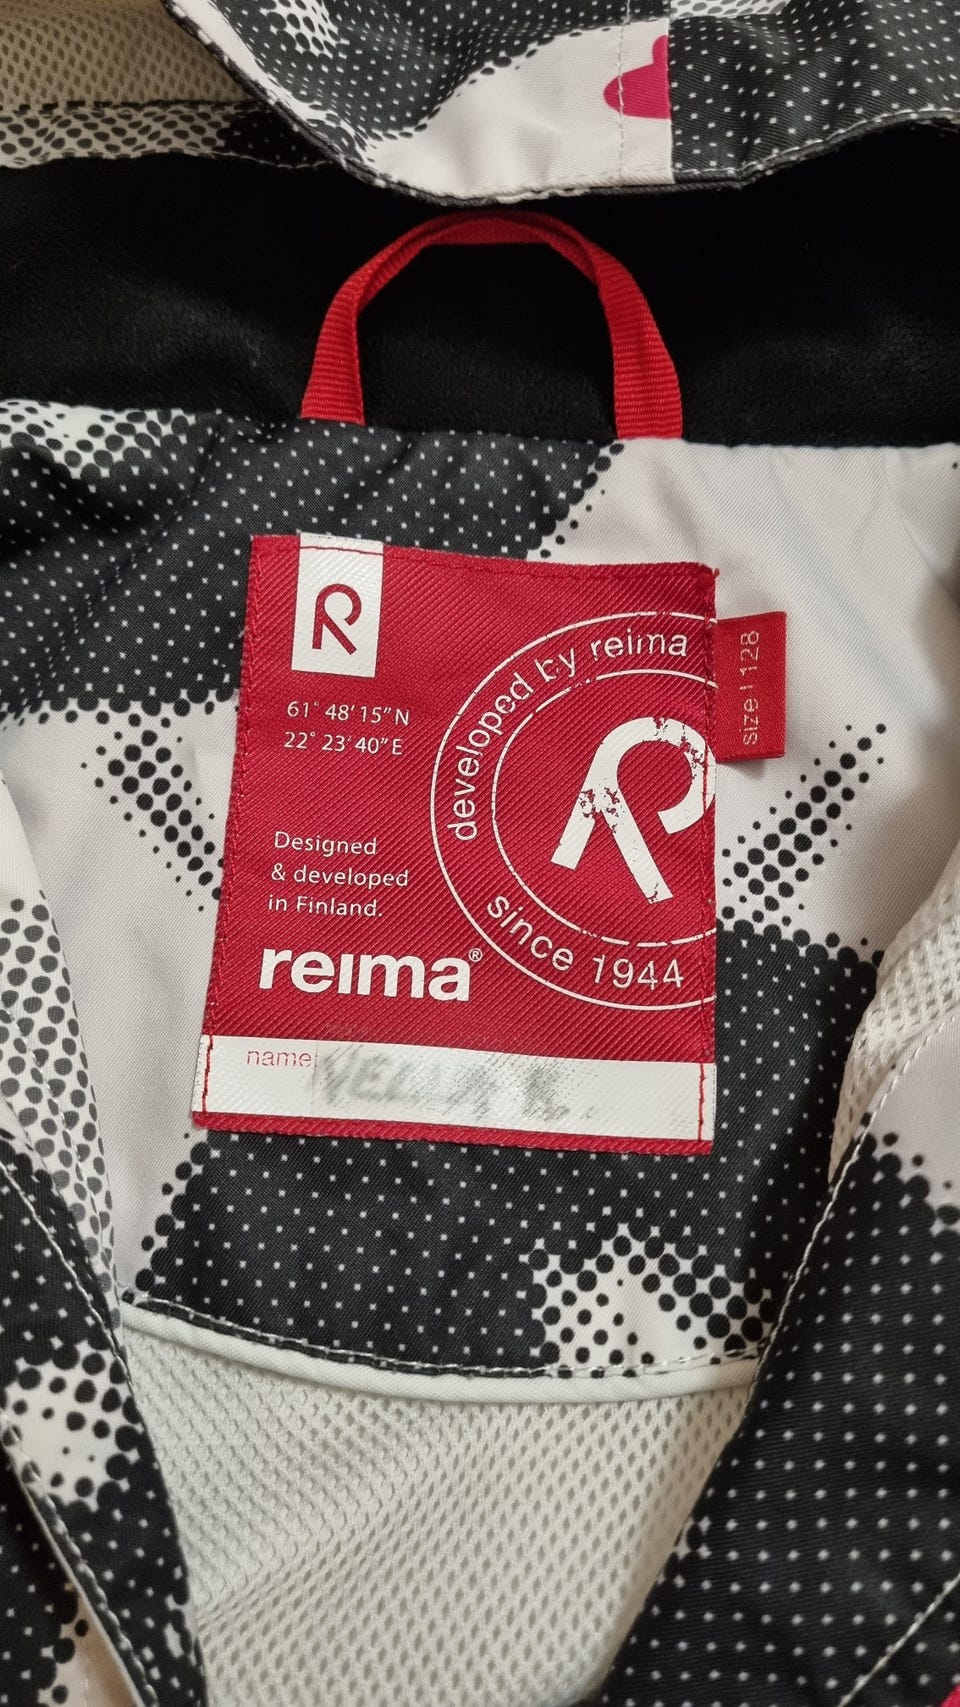 R
61° 48' 15" N
22° 23' 40" E
developed by reima
R
since 1944
size | 128
Designed
& developed
in Finland.
reima®
name: